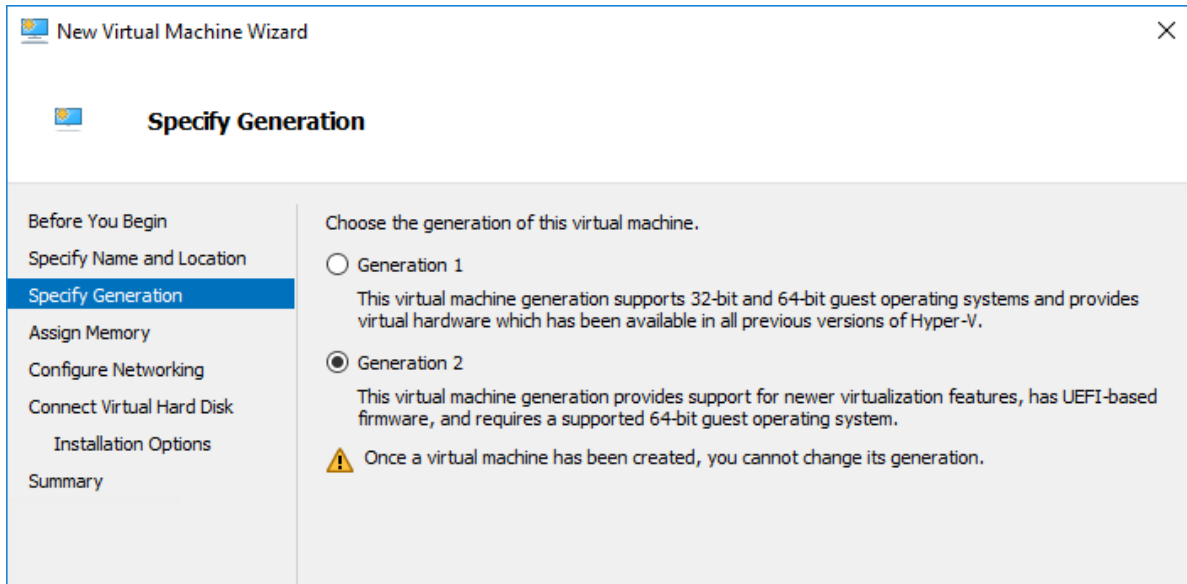 New Virtual Machine Wizard
Specify Generation
Before You Begin
Specify Name and Location
Specify Generation
Assign Memory
Configure Networking
Connect Virtual Hard Disk
Installation Options
Summary
Choose the generation of this virtual machine.
Generation 1
This virtual machine generation supports 32-bit and 64-bit guest operating systems and provides
virtual hardware which has been available in all previous versions of Hyper-V.
Generation 2
This virtual machine generation provides support for newer virtualization features, has UEFI-based
firmware, and requires a supported 64-bit guest operating system.
Once a virtual machine has been created, you cannot change its generation.